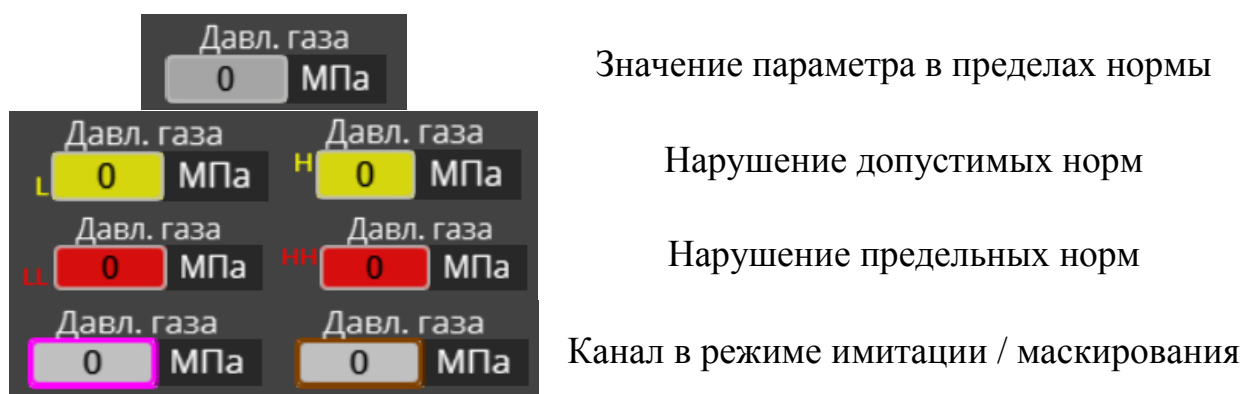 Давл. газа
0 МПа
Значение параметра в пределах нормы
Давл. газа Давл. газа
L 0 МПа H 0 МПа
Нарушение допустимых норм
Давл. газа Давл. газа
LL 0 МПа HH 0 МПа
Нарушение предельных норм
Давл. газа Давл. газа
0 МПа 0 МПа
Канал в режиме имитации / маскирования